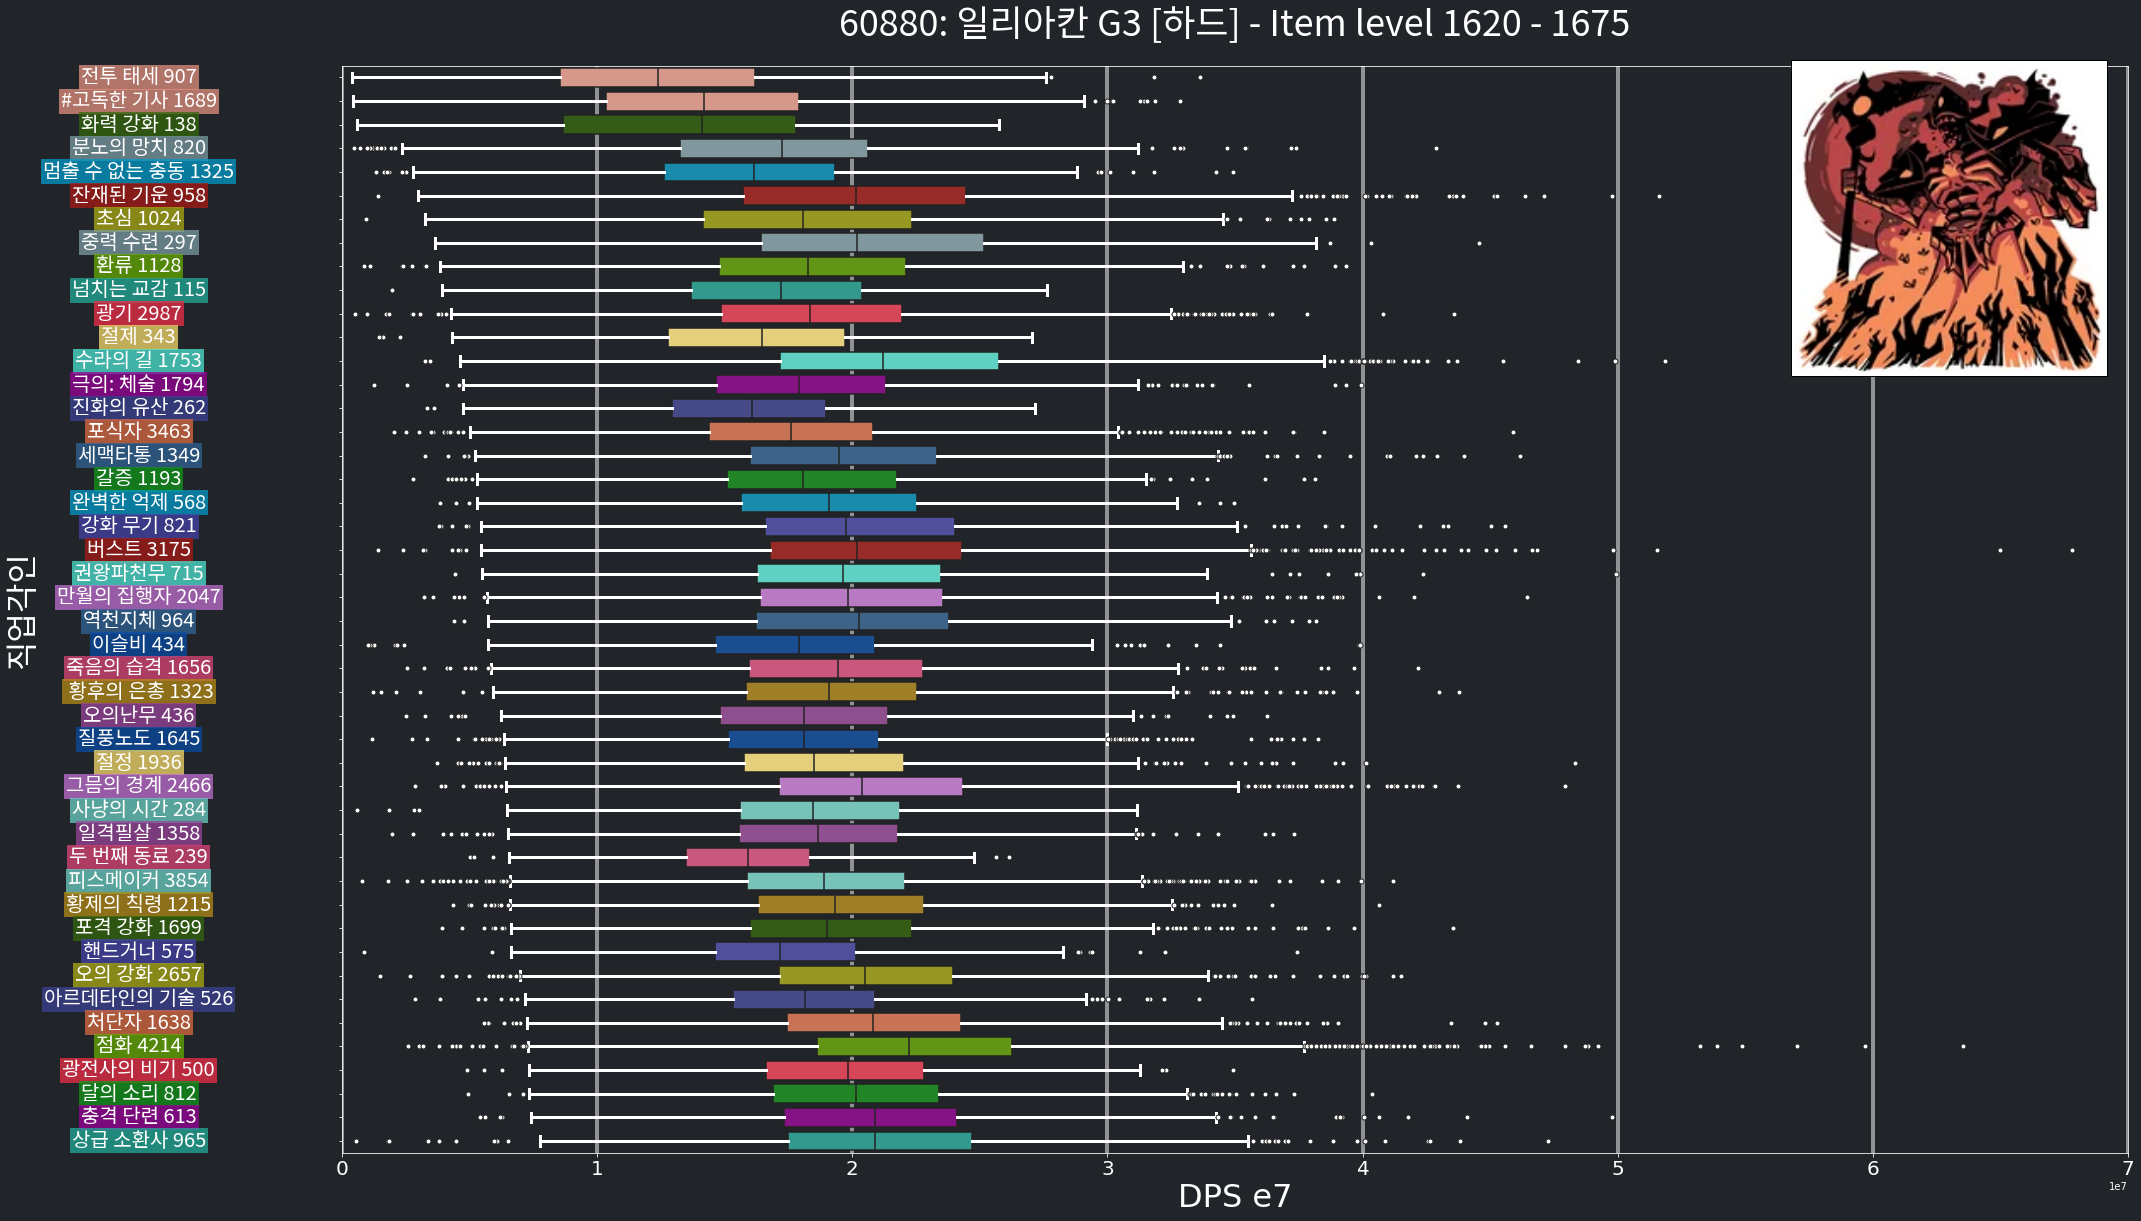 60880: 일리아칸 G3 [하드] - Item level 1620 - 1675
전투 태세 907
#고독한 기사 1689
화력 강화 138
분노의 망치 820
멈출 수 없는 충동 1325
잔재된 기운 958
초심 1024
중력 수련 297
환류 1128
넘치는 교감 115
광기 2987
절제 343
수라의 길 1753
극의: 체술 1794
진화의 유산 262
포식자 3463
세맥타통 1349
갈증 1193
완벽한 억제 568
강화 무기 821
버스트 3175
권왕파천무 715
만월의 집행자 2047
역천지체 964
이슬비 434
죽음의 습격 1656
황후의 은총 1323
오의난무 436
질풍노도 1645
절정 1936
그믐의 경계 2466
사냥의 시간 284
일격필살 1358
두 번째 동료 239
피스메이커 3854
황제의 칙령 1215
포격 강화 1699
핸드거너 575
오의 강화 2657
아르데타인의 기술 526
처단자 1638
점화 4214
광전사의 비기 500
달의 소리 812
충격 단련 613
상급 소환사 965
직업각인
0 1 2 3 4 5 6 7
DPS e7
1e7